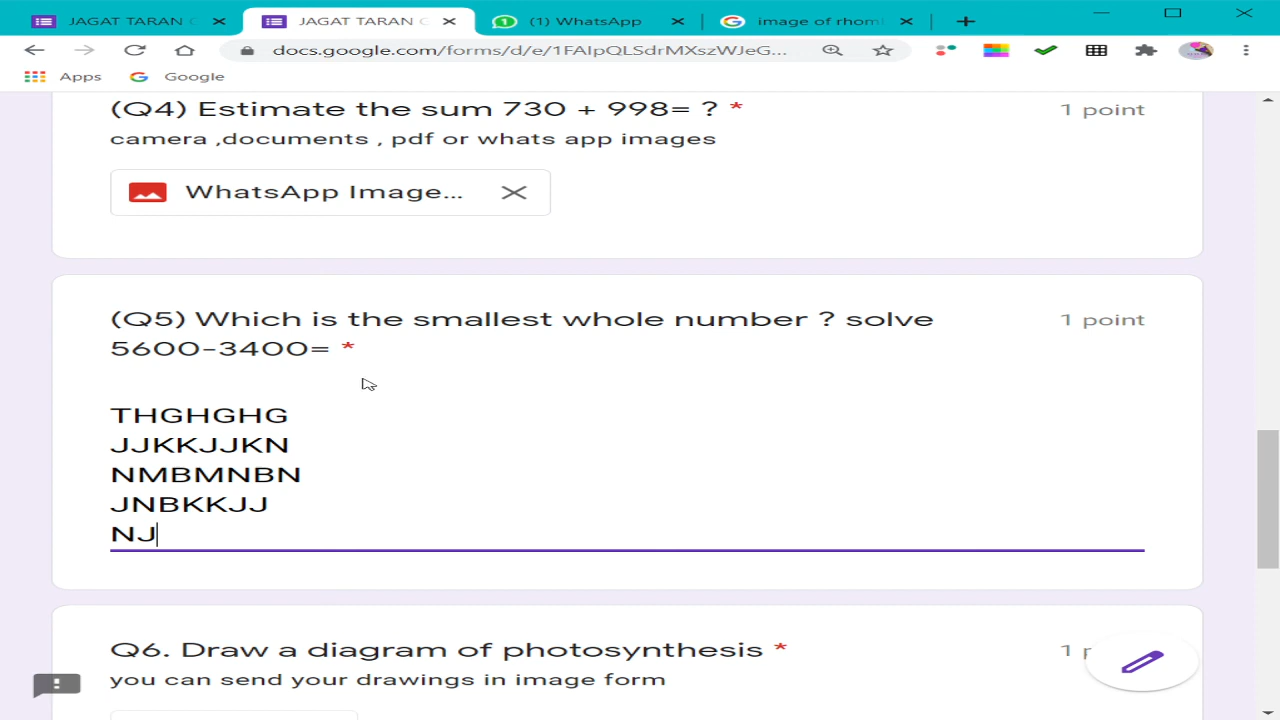 JAGAT TARAN G
JAGAT TARAN G
(1) WhatsApp
image of rhom
docs.google.com/forms/d/e/1FAIpQLSdrMXszWJeG...
Apps
Google
(Q4) Estimate the sum 730 + 998= ? *
1 point
camera ,documents , pdf or whats app images
WhatsApp Image...
(Q5) Which is the smallest whole number ? solve
5600-3400= *
1 point
THGHGHG
JJKKJJKN
NMBMNBN
JNBKKJJ
NJ
Q6. Draw a diagram of photosynthesis *
1 p
you can send your drawings in image form